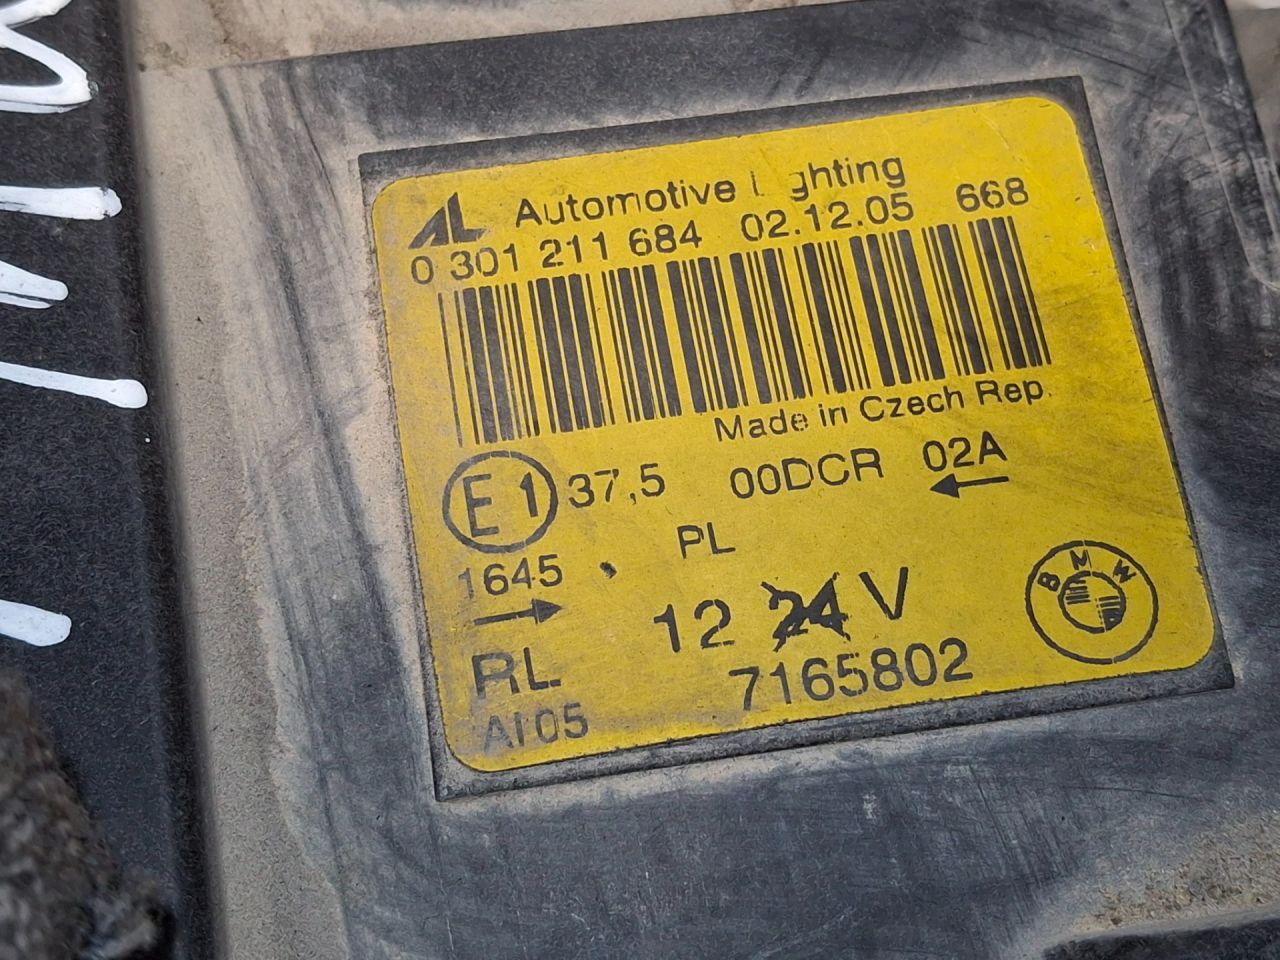 AL Automotive Lighting
0 301 211 684 02.12.05 668
Made in Czech Rep.
E1 37,5 00DCR 02A
1645 PL
12 24 V
RL 7165802
AI05
BMW